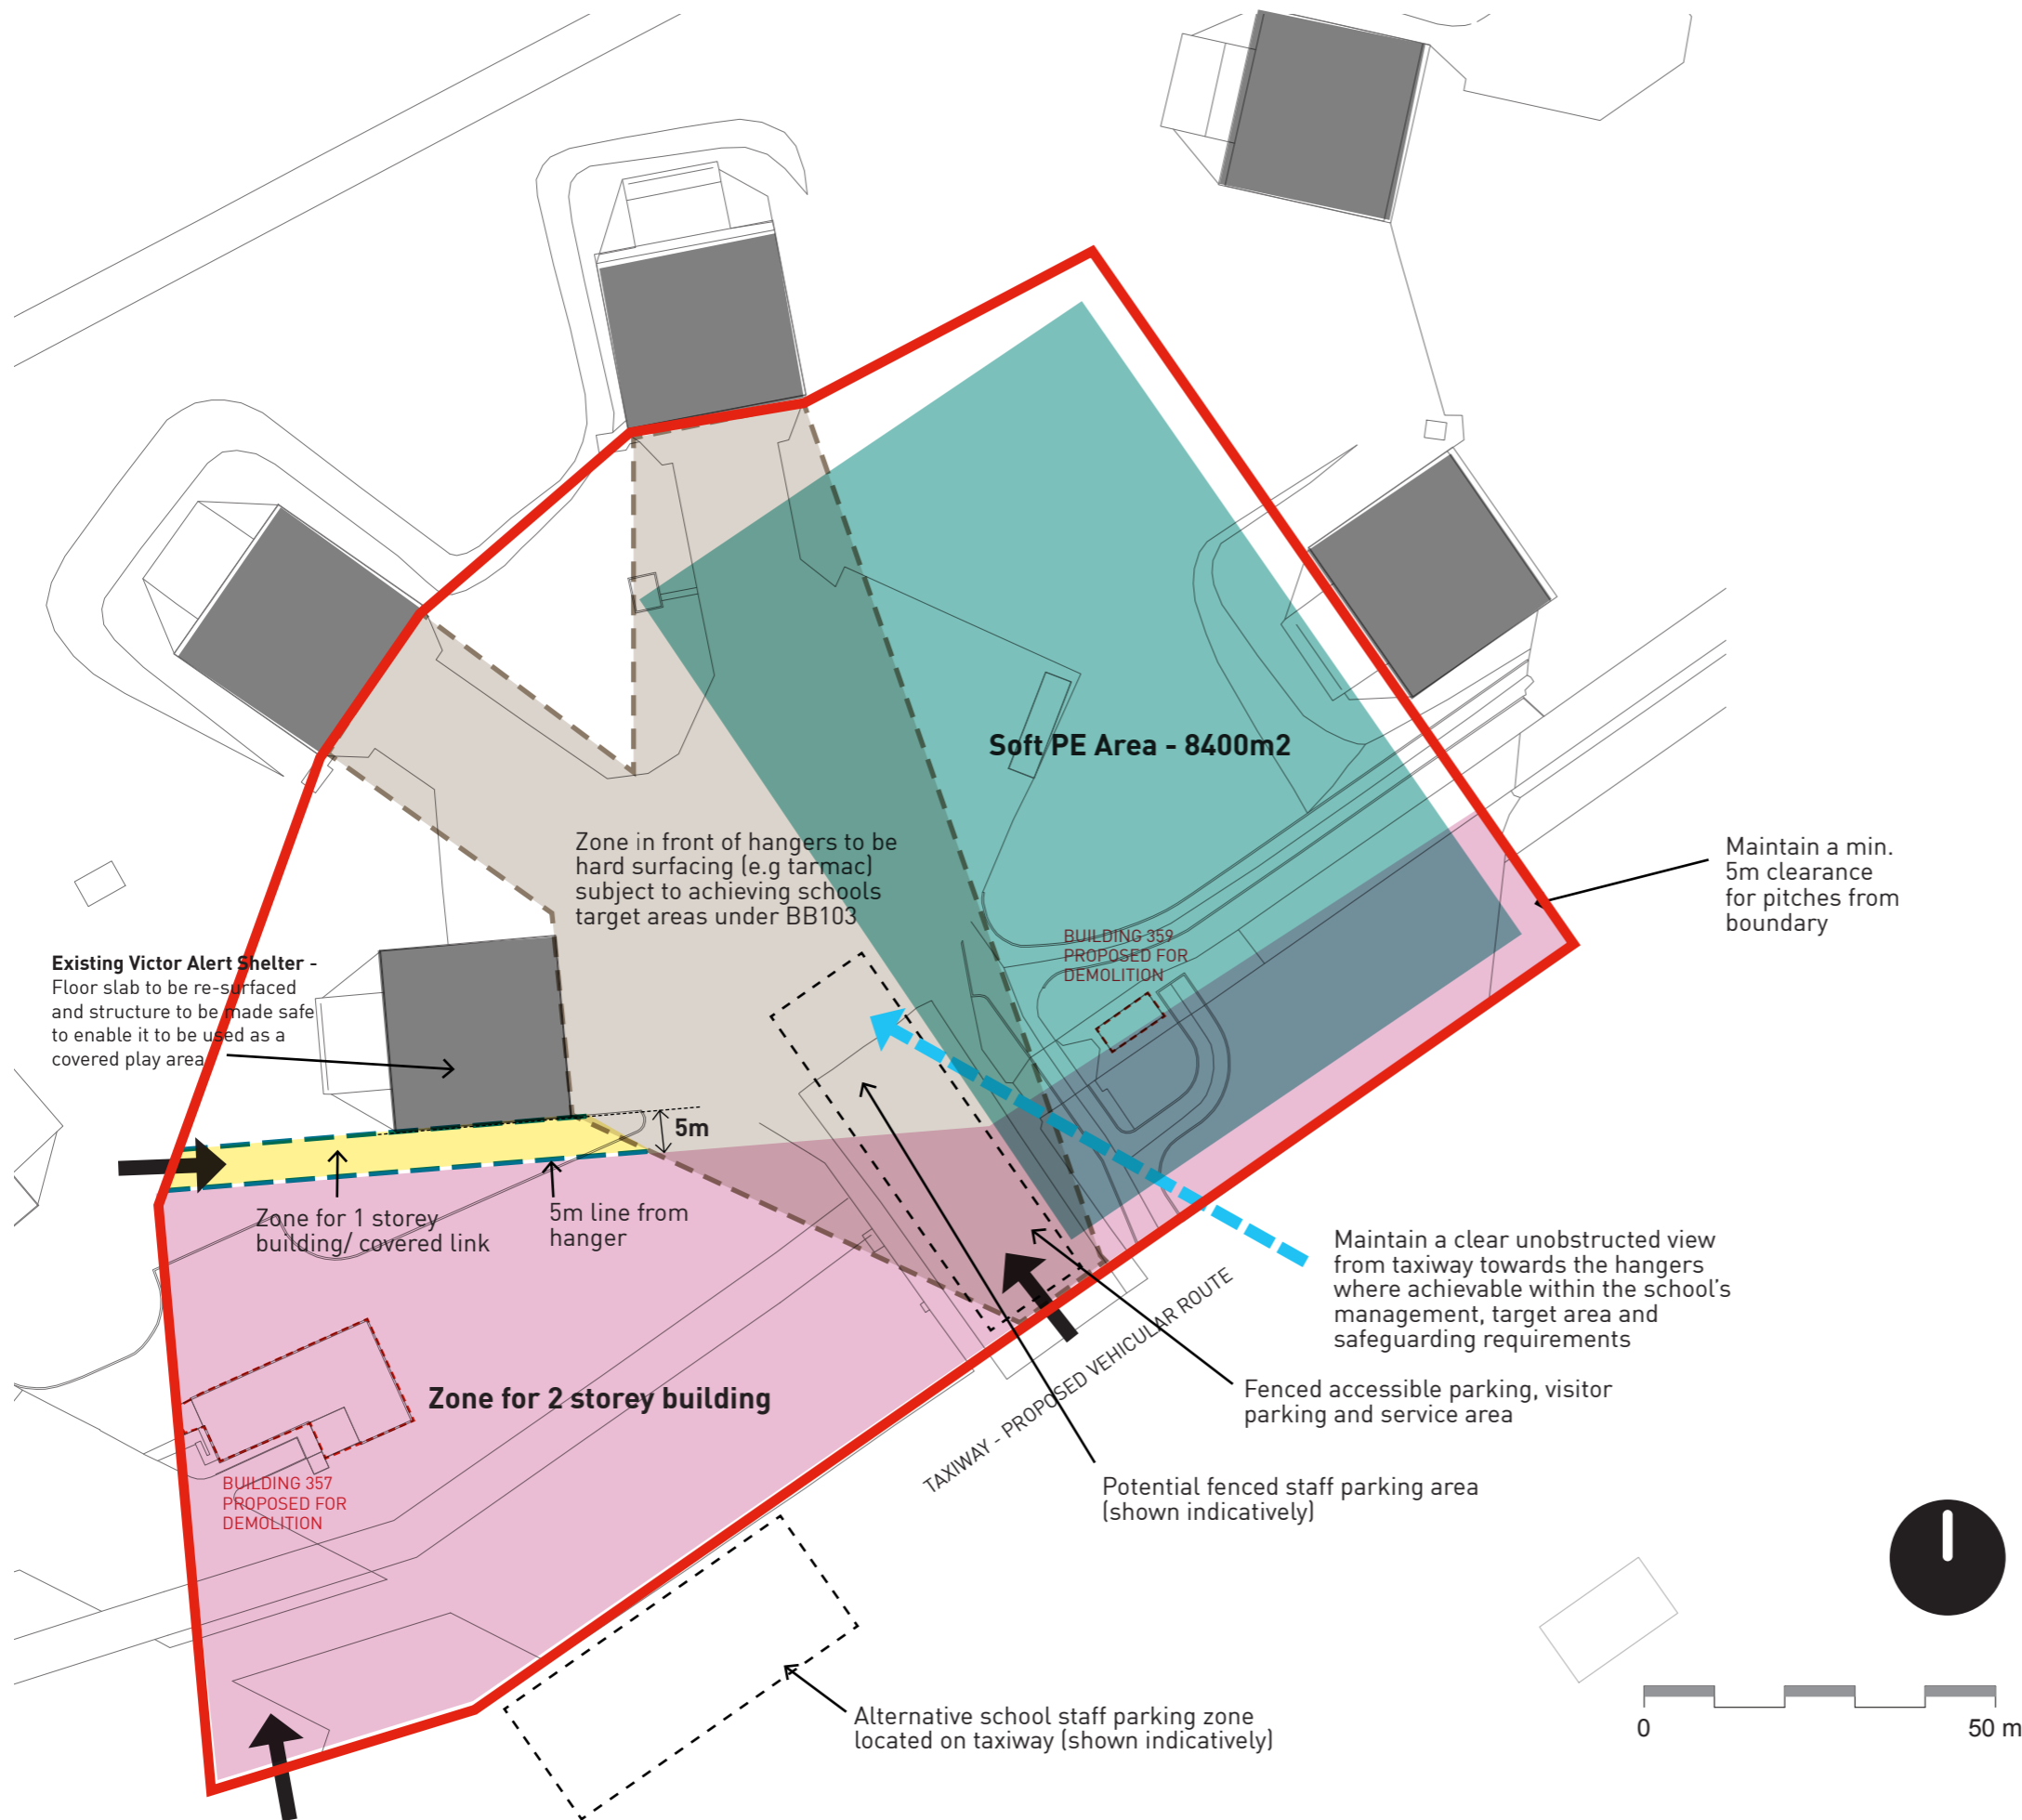 Soft PE Area - 8400m2
Zone in front of hangers to be
hard surfacing (e.g tarmac)
subject to achieving schools
target areas under BB103
Maintain a min.
5m clearance
for pitches from
boundary
BUILDING 359
PROPOSED FOR
DEMOLITION
Existing Victor Alert Shelter -
Floor slab to be re-surfaced
and structure to be made safe
to enable it to be used as a
covered play area
5m
Zone for 1 storey
building/ covered link
5m line from
hanger
Maintain a clear unobstructed view
from taxiway towards the hangers
where achievable within the school's
management, target area and
safeguarding requirements
TAXIWAY - PROPOSED VEHICULAR ROUTE
Fenced accessible parking, visitor
parking and service area
Zone for 2 storey building
Potential fenced staff parking area
(shown indicatively)
BUILDING 357
PROPOSED FOR
DEMOLITION
Alternative school staff parking zone
located on taxiway (shown indicatively)
0
50 m